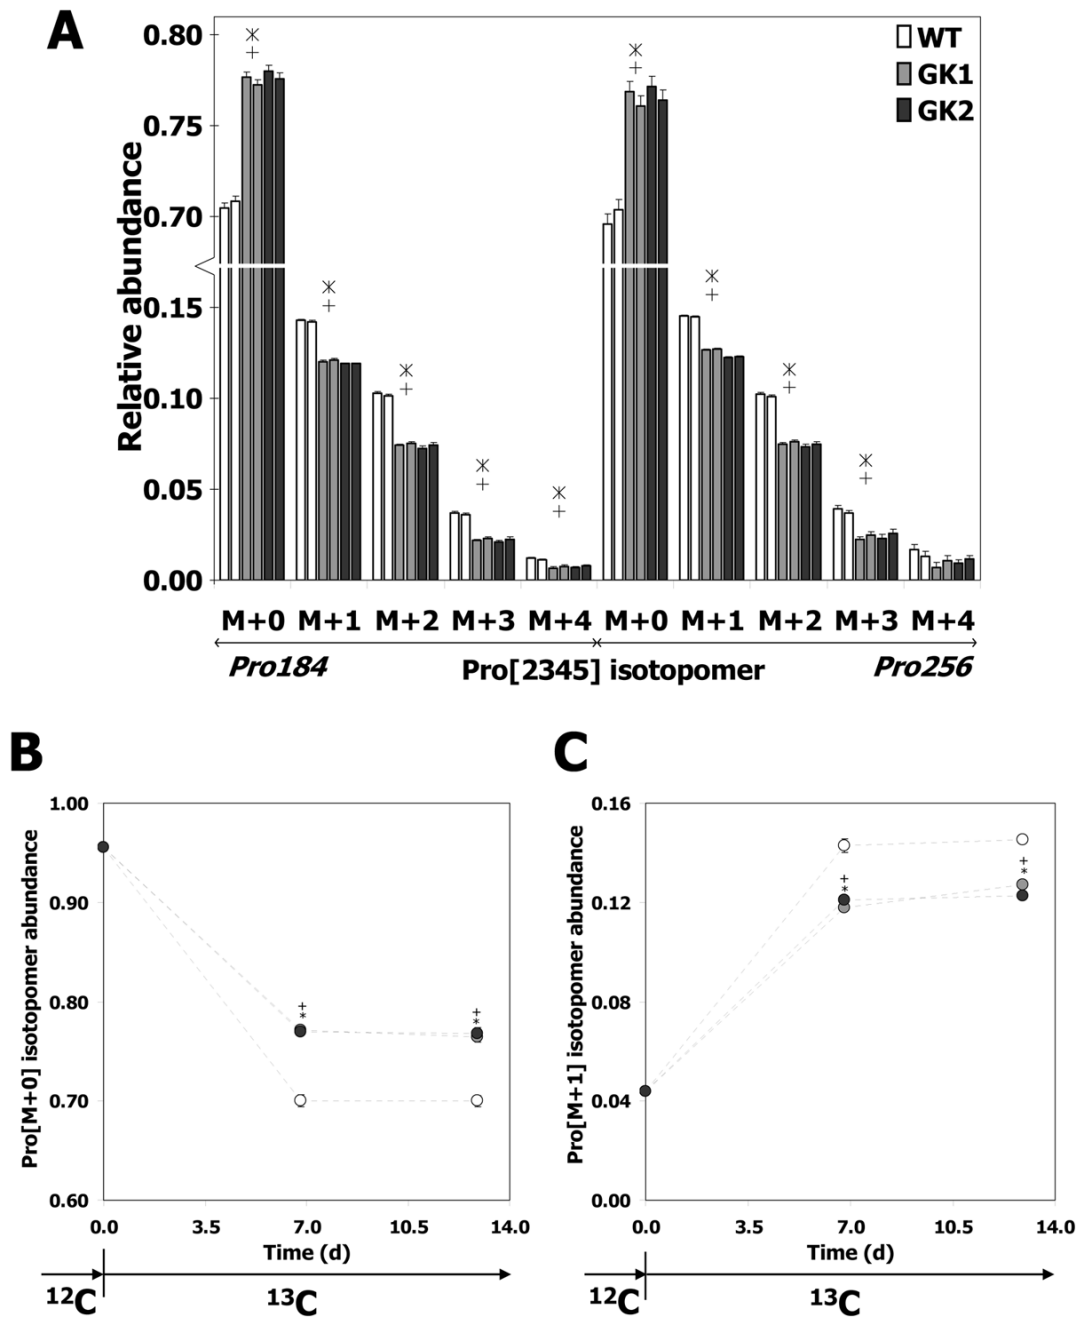 A
Relative abundance
0.80
0.75
0.70
0.15
0.10
0.05
0.00
* * 
+ +
* *
+ +
* *
+ +
* *
+ +
*
+
WT
GK1
GK2
M+0 M+1 M+2 M+3 M+4 M+0 M+1 M+2 M+3 M+4
Pro184 Pro[2345] isotopomer Pro256
B
Pro[M+0] isotopomer abundance
1.00
0.90
0.80
0.70
0.60
+ +
* *
0.0 3.5 7.0 10.5 14.0
Time (d)
12C 13C
C
Pro[M+1] isotopomer abundance
0.16
0.12
0.08
0.04
0.00
+ +
* *
0.0 3.5 7.0 10.5 14.0
Time (d)
12C 13C